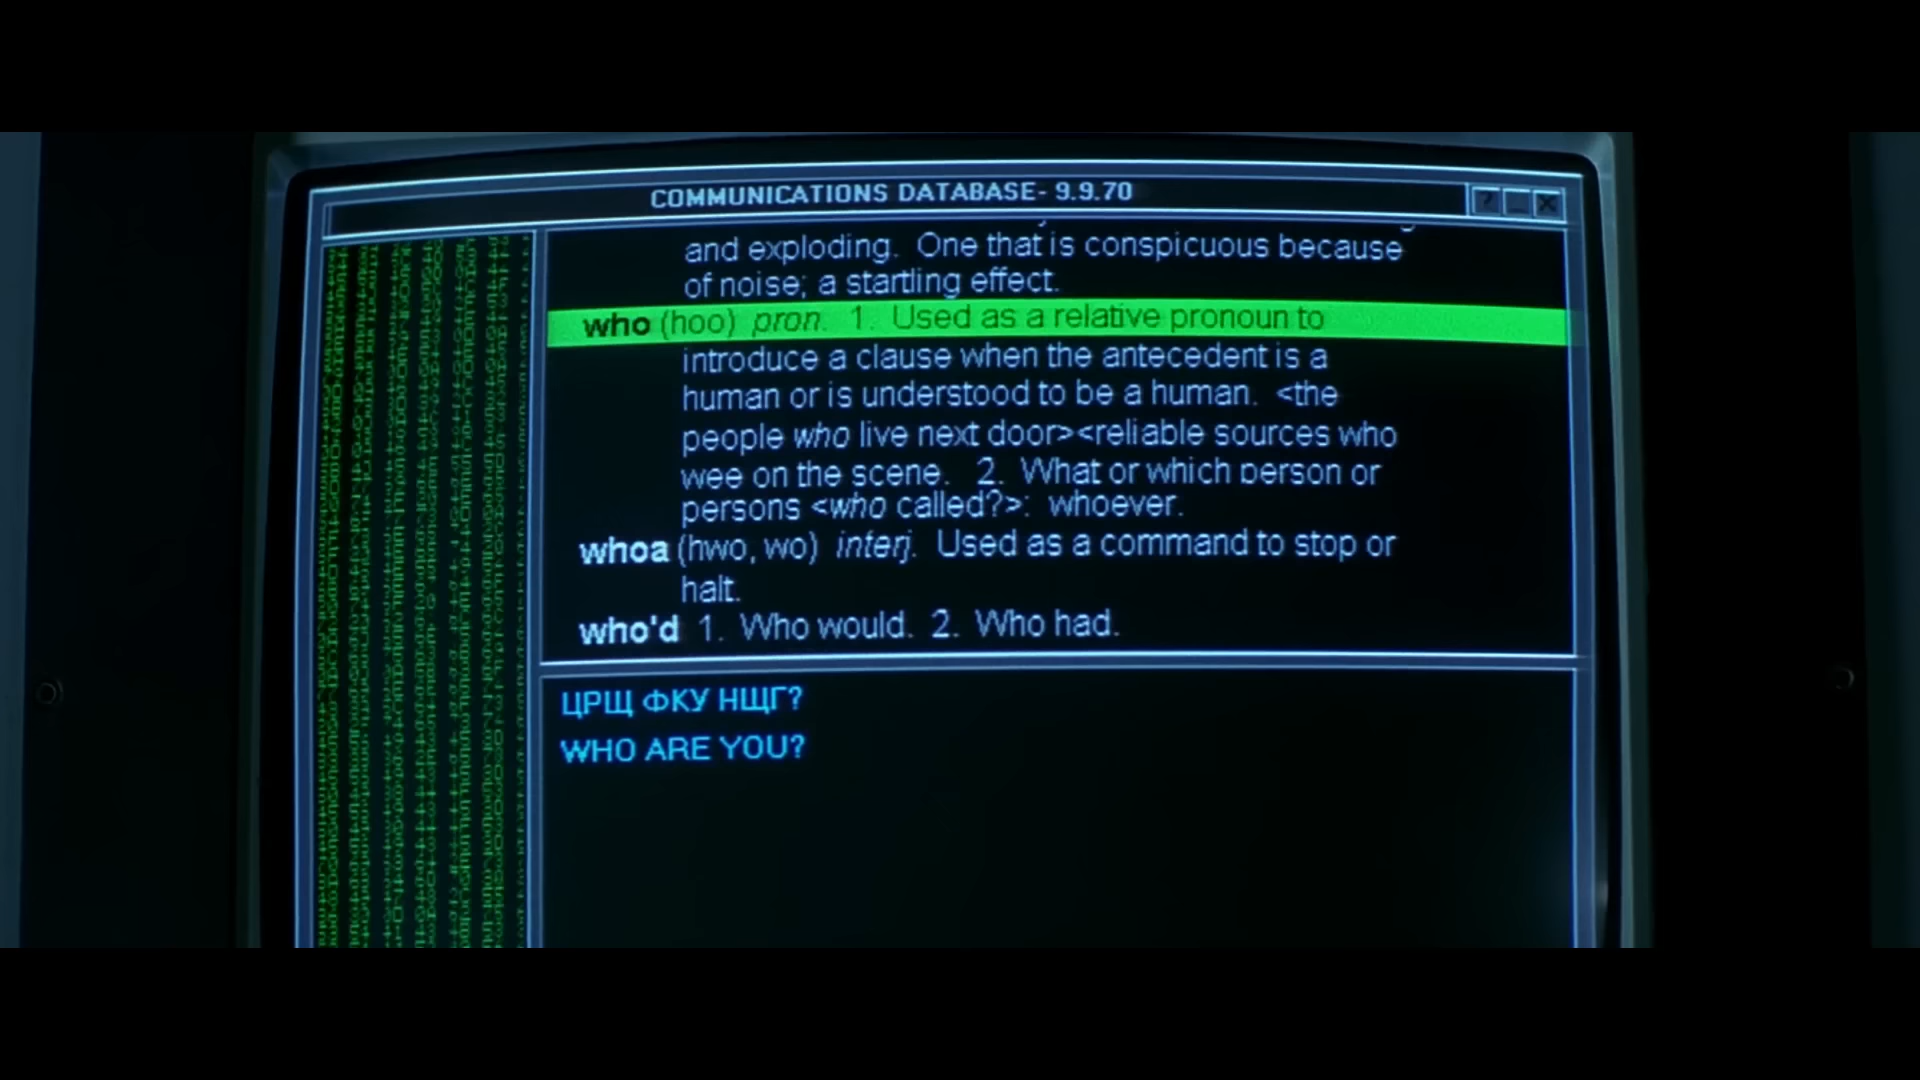 COMMUNICATIONS DATABASE- 9.9.70
and exploding. One that is conspicuous because
of noise; a startling effect.
who (hoo) pron. 1. Used as a relative pronoun to
introduce a clause when the antecedent is a
human or is understood to be a human. <the
people who live next door><reliable sources who
wee on the scene. 2. What or which person or
persons <who called?>: whoever.
whoa (hwo, wo) interj. Used as a command to stop or
halt.
who'd 1. Who would. 2. Who had.
ЦРЩ ФКУ НЩГ?
WHO ARE YOU?